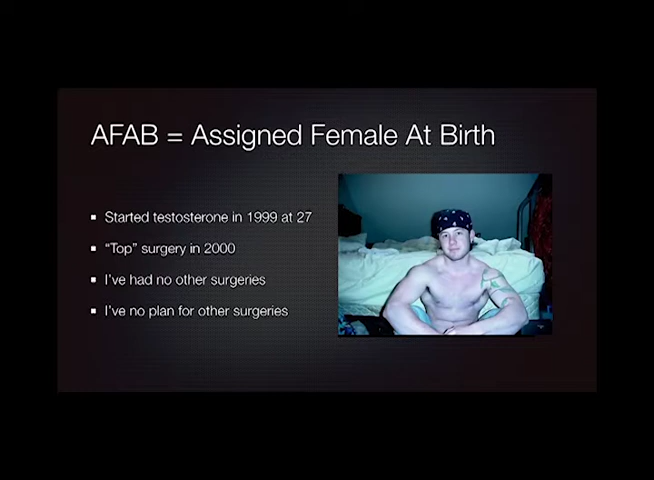 AFAB = Assigned Female At Birth
Started testosterone in 1999 at 27
“Top” surgery in 2000
I've had no other surgeries
I've no plan for other surgeries